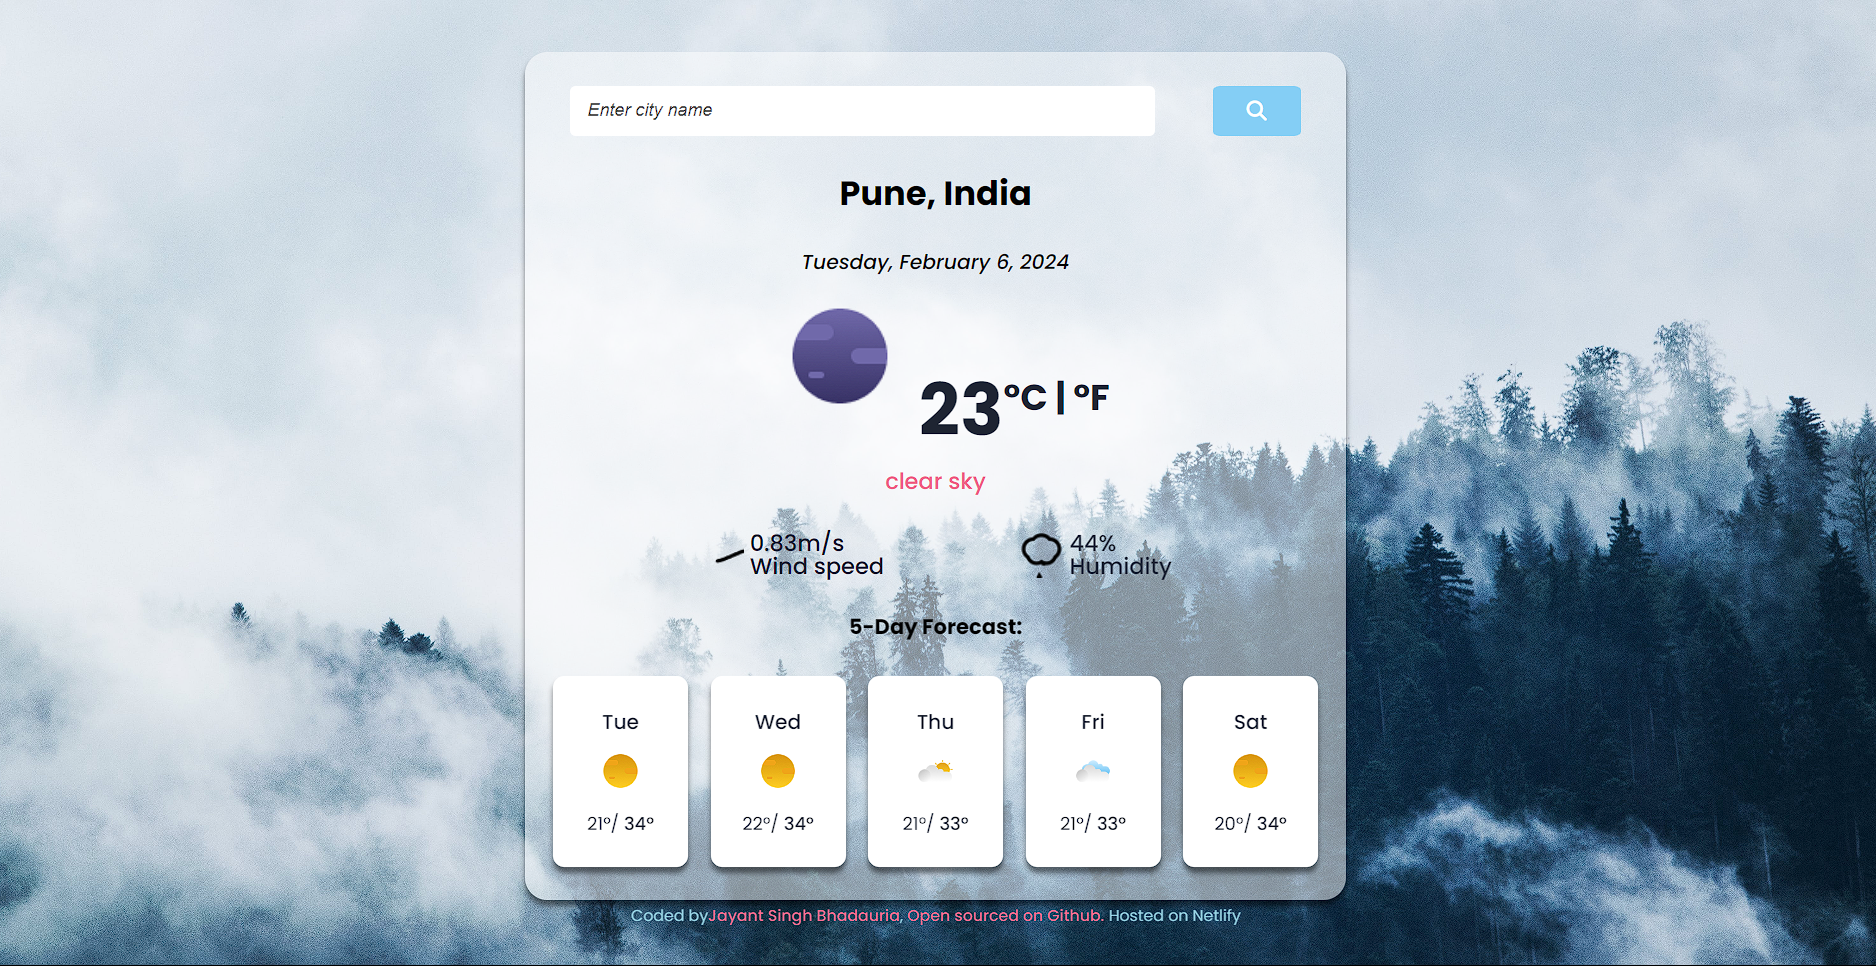 Enter city name
Pune, India
Tuesday, February 6, 2024
23°C | °F
clear sky
0.83m/s
Wind speed
44%
Humidity
5-Day Forecast:
Tue
21°/ 34°
Wed
22°/ 34°
Thu
21°/ 33°
Fri
21°/ 33°
Sat
20°/ 34°
Coded byJayant Singh Bhadauria, Open sourced on Github. Hosted on Netlify